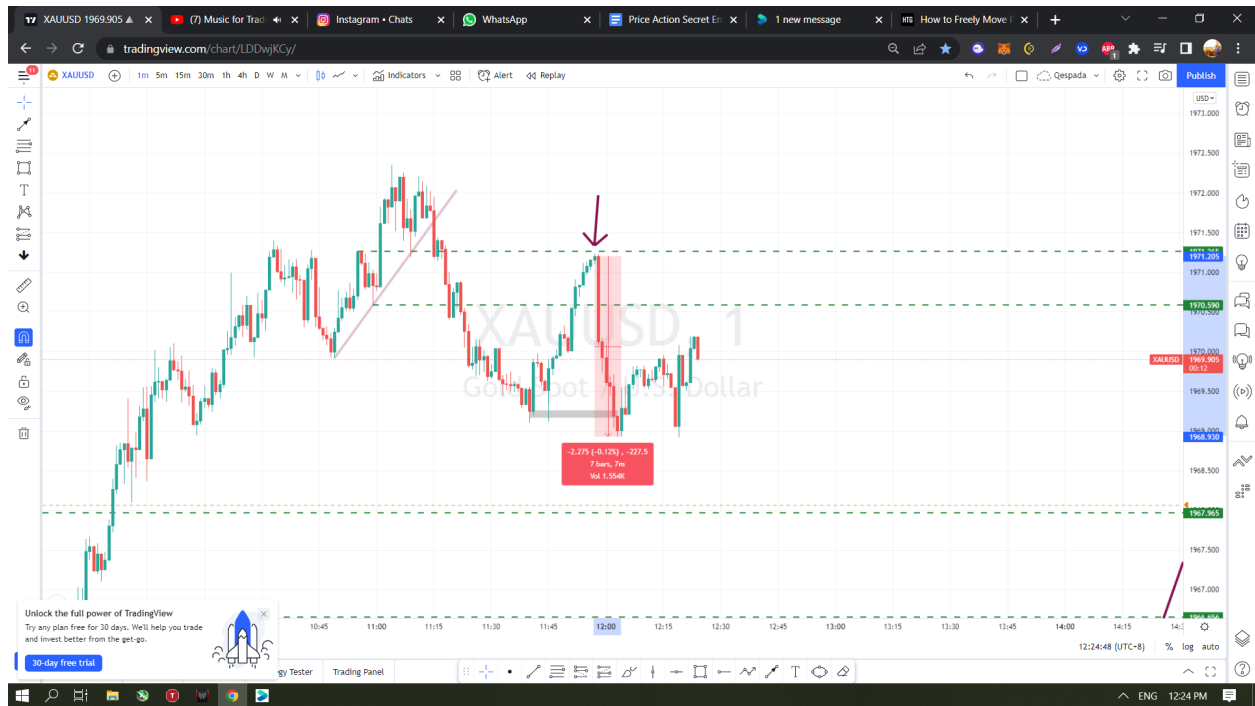 XAUUSD 1969.905
(7) Music for Trad
Instagram • Chats
WhatsApp
Price Action Secret En
1 new message
How to Freely Move
tradingview.com/chart/LDDwjKCy/
11
XAUUSD
1m 5m 15m 30m 1h 4h D W M
Indicators
Alert
Replay
Qespada
Publish
USD
1973.000
1972.500
1972.000
1971.500
1971.265
1971.205
1971.000
1970.590
1970.500
1970.000
XAUUSD 1969.905
00:12
1969.500
1969.000
1968.930
1968.500
1967.965
1967.500
1967.000
XAUUSD, 1
Gold Spot / U.S. Dollar
-2.275 (-0.12%) , -227.5
7 bars, 7m
Vol 1.554K
Unlock the full power of TradingView
Try any plan free for 30 days. We'll help you trade
and invest better from the get-go.
30-day free trial
10:45 11:00 11:15 11:30 11:45 12:00 12:15 12:30 12:45 13:00 13:15 13:30 13:45 14:00 14:15
12:24:48 (UTC+8) % log auto
gy Tester
Trading Panel
ENG 12:24 PM